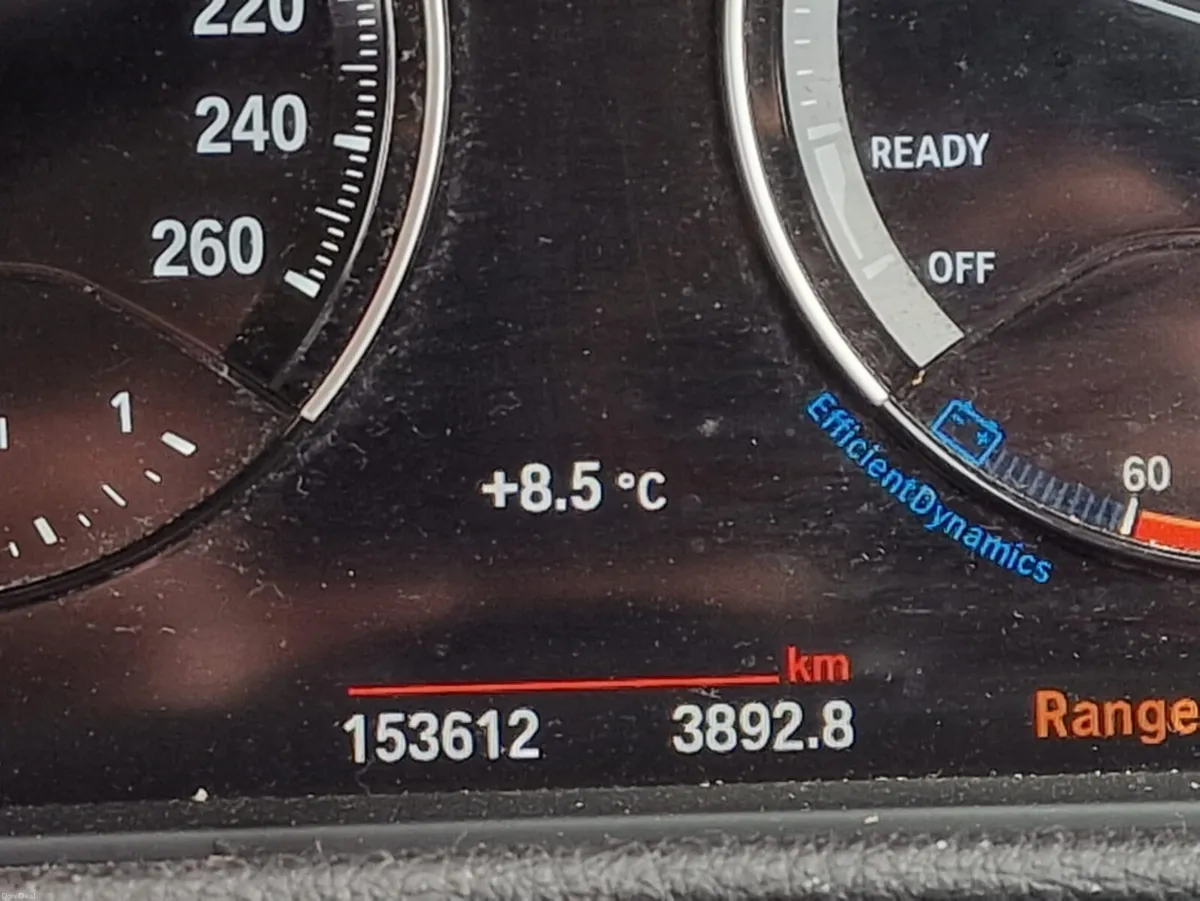 220
240
260
READY
OFF
1
+8.5 °C
EfficientDynamics
60
km
153612
3892.8
Range